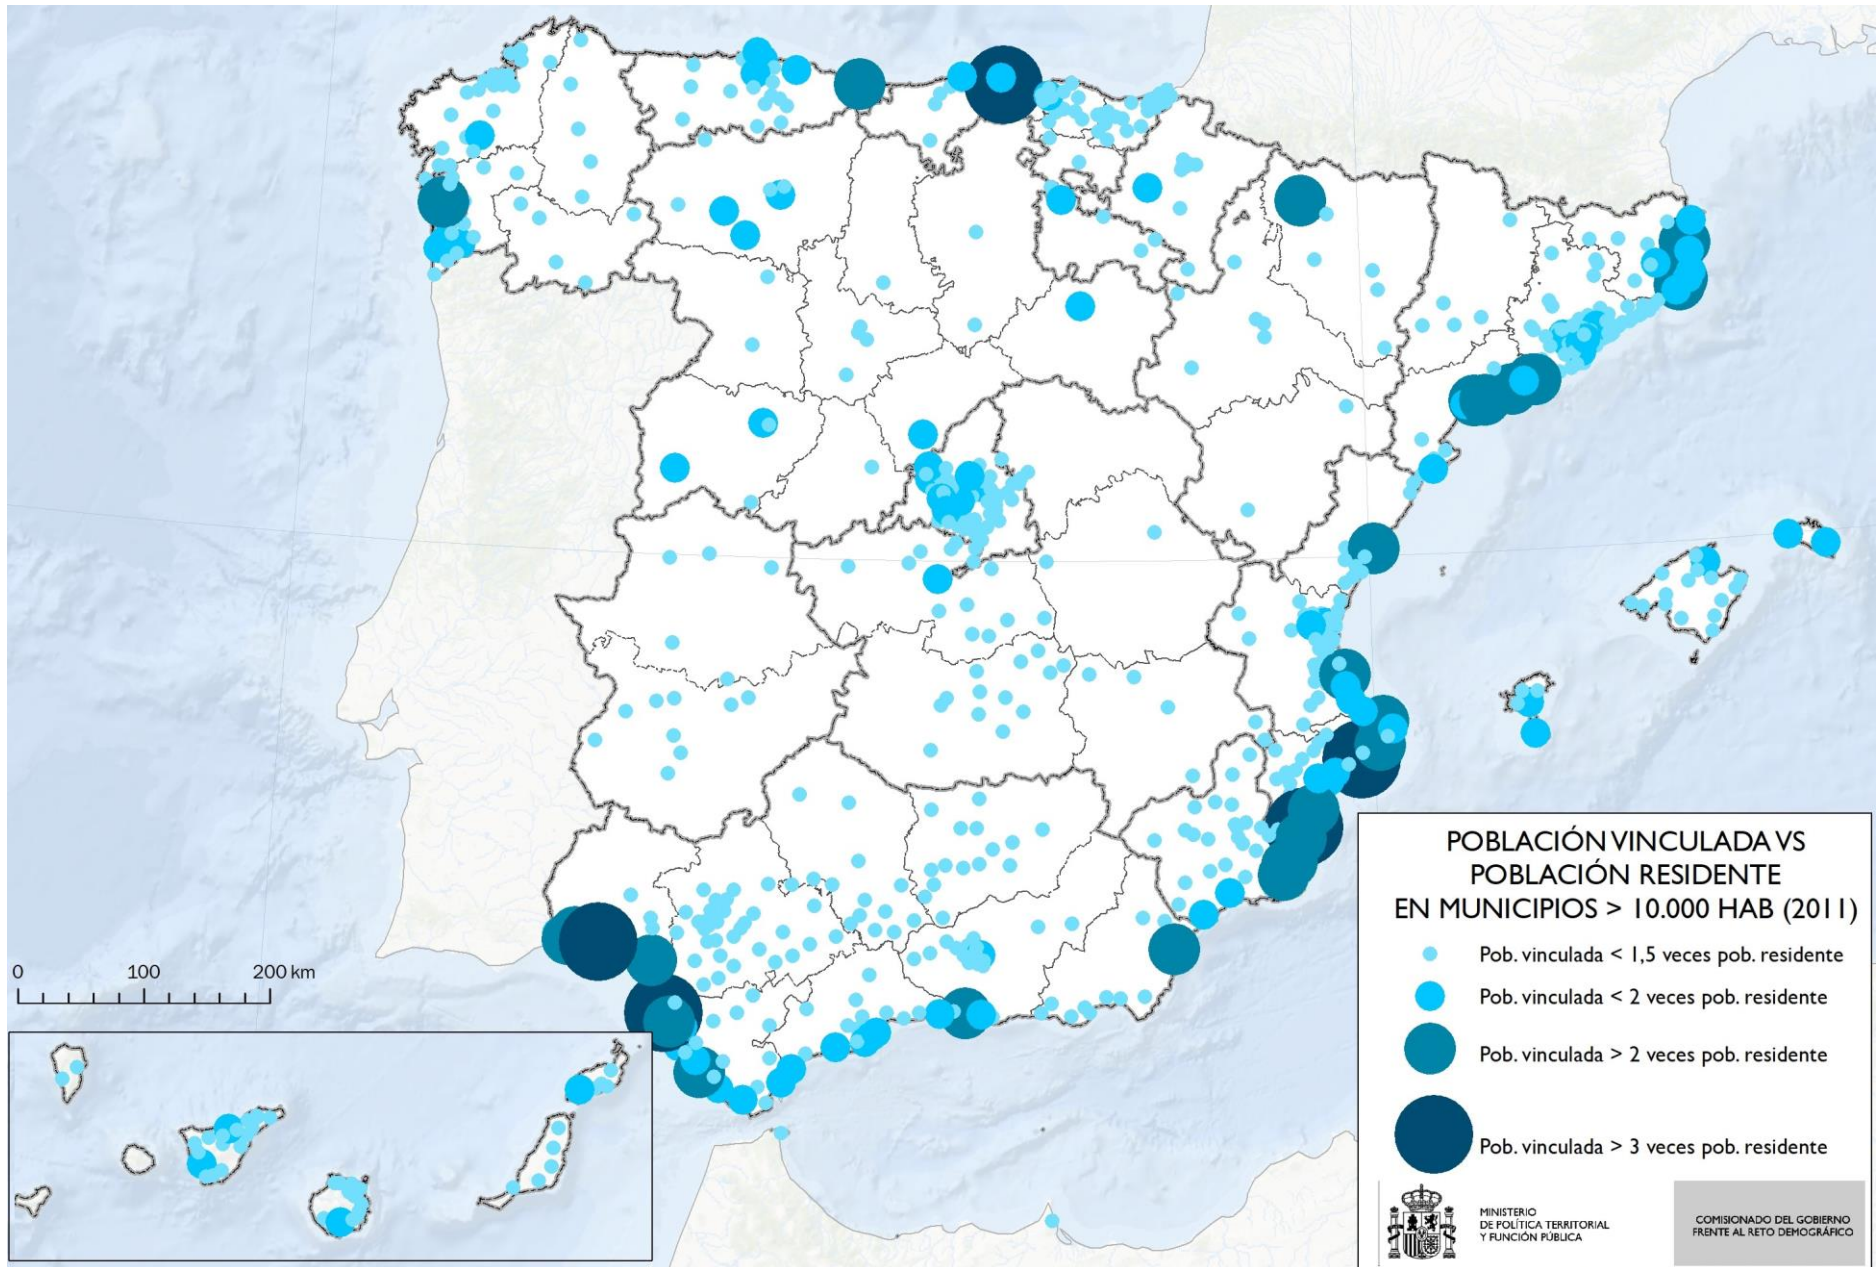 POBLACIÓN VINCULADA VS
POBLACIÓN RESIDENTE
EN MUNICIPIOS > 10.000 HAB (2011)
Pob. vinculada < 1,5 veces pob. residente
Pob. vinculada < 2 veces pob. residente
Pob. vinculada > 2 veces pob. residente
Pob. vinculada > 3 veces pob. residente
0 100 200 km
MINISTERIO
DE POLÍTICA TERRITORIAL
Y FUNCIÓN PÚBLICA
COMISIONADO DEL GOBIERNO
FRENTE AL RETO DEMOGRÁFICO